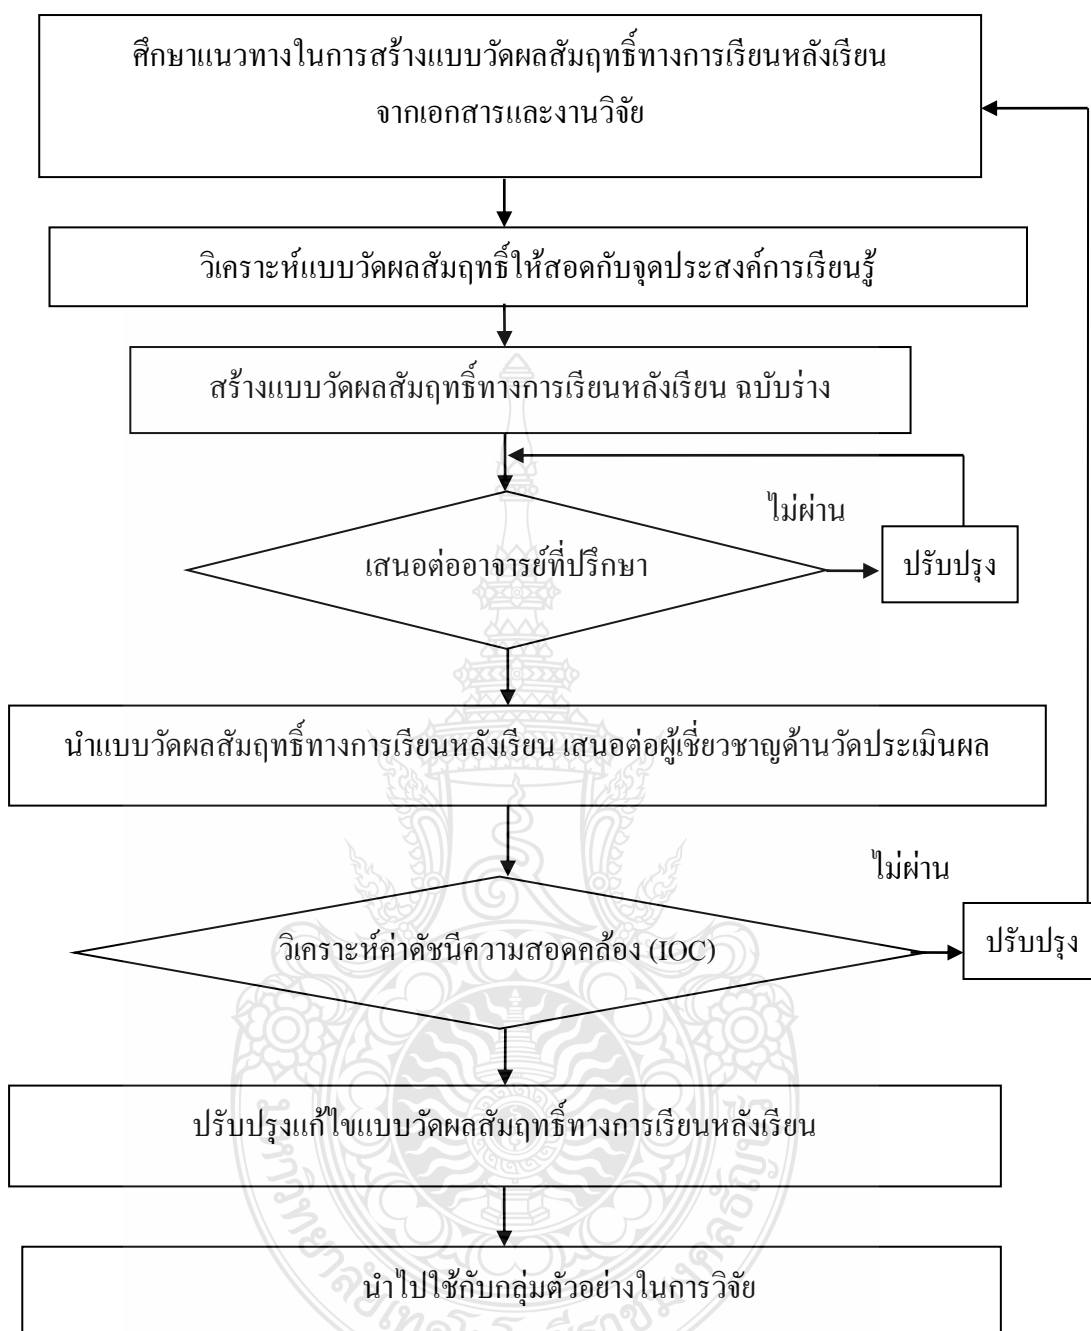 ศึกษาแนวทางในการสร้างแบบวัดผลสัมฤทธิ์ทางการเรียนหลังเรียน
จากเอกสารและงานวิจัย
วิเคราะห์แบบวัดผลสัมฤทธิ์ให้สอดกับจุดประสงค์การเรียนรู้
สร้างแบบวัดผลสัมฤทธิ์ทางการเรียนหลังเรียน ฉบับร่าง
ไม่ผ่าน
เสนอต่ออาจารย์ที่ปรึกษา
ปรับปรุง
นำแบบวัดผลสัมฤทธิ์ทางการเรียนหลังเรียน เสนอต่อผู้เชี่ยวชาญด้านวัดประเมินผล
ไม่ผ่าน
วิเคราะห์ค่าดัชนีความสอดคล้อง (IOC)
ปรับปรุง
ปรับปรุงแก้ไขแบบวัดผลสัมฤทธิ์ทางการเรียนหลังเรียน
นำไปใช้กับกลุ่มตัวอย่างในการวิจัย